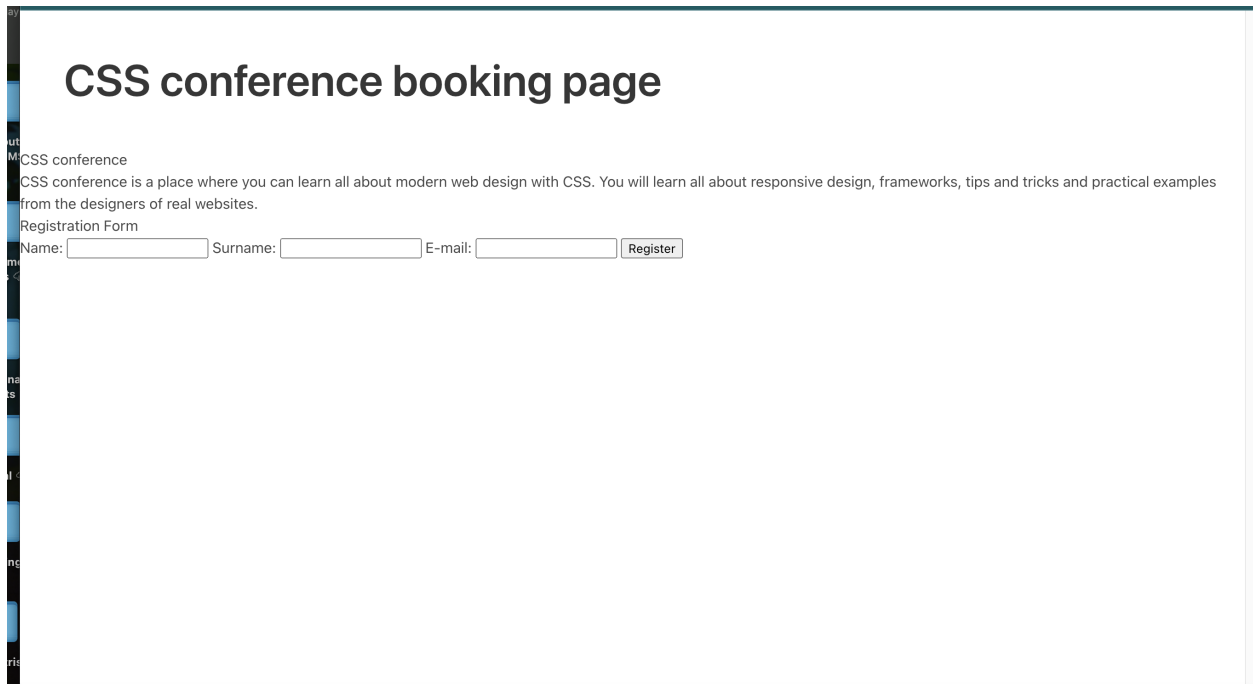 CSS conference booking page
CSS conference
CSS conference is a place where you can learn all about modern web design with CSS. You will learn all about responsive design, frameworks, tips and tricks and practical examples
from the designers of real websites.
Registration Form
Name: Surname: E-mail: Register